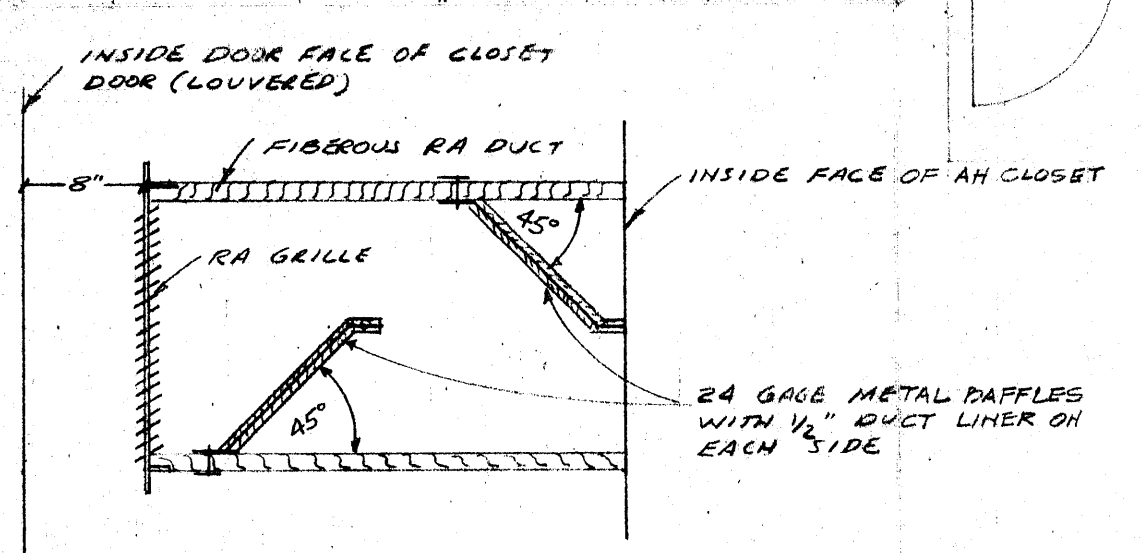 INSIDE DOOR FACE OF CLOSET
DOOR (LOUVERED)
FIBEROUS RA DUCT
8"
INSIDE FACE OF AH CLOSET
45°
RA GRILLE
45°
24 GAGE METAL BAFFLES
WITH 1/2" DUCT LINER ON
EACH SIDE